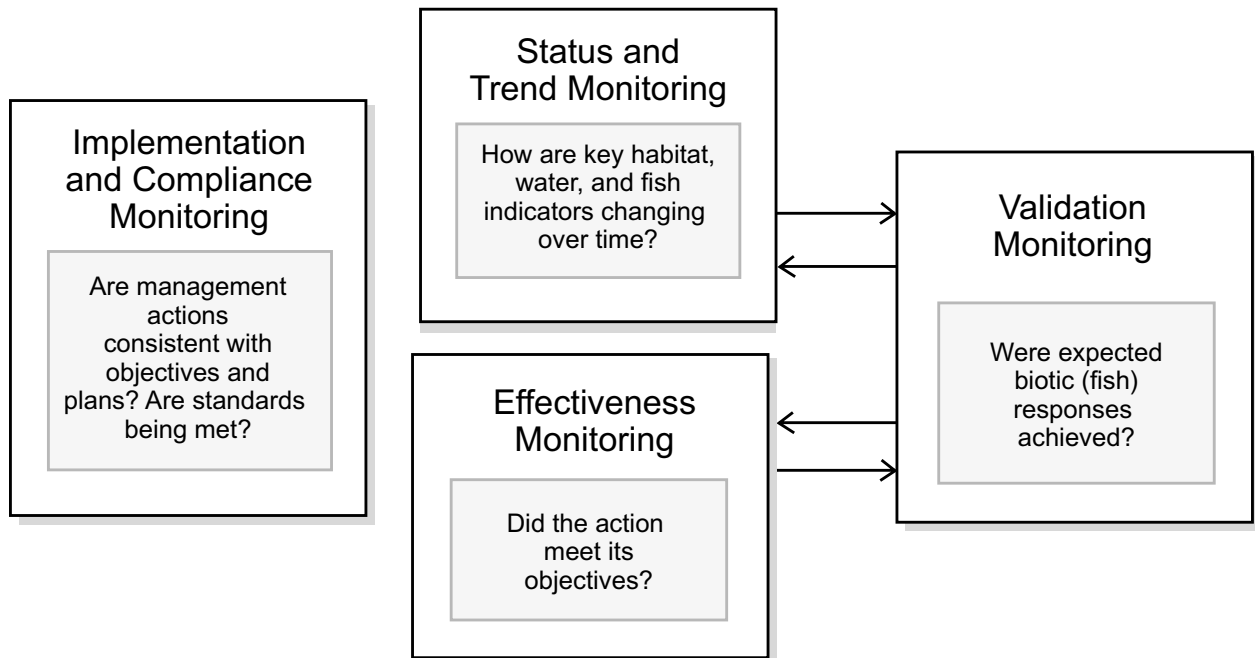 Implementation
and Compliance
Monitoring
Are management
actions
consistent with
objectives and
plans? Are standards
being met?
Status and
Trend Monitoring
How are key habitat,
water, and fish
indicators changing
over time?
Effectiveness
Monitoring
Did the action
meet its
objectives?
Validation
Monitoring
Were expected
biotic (fish)
responses
achieved?